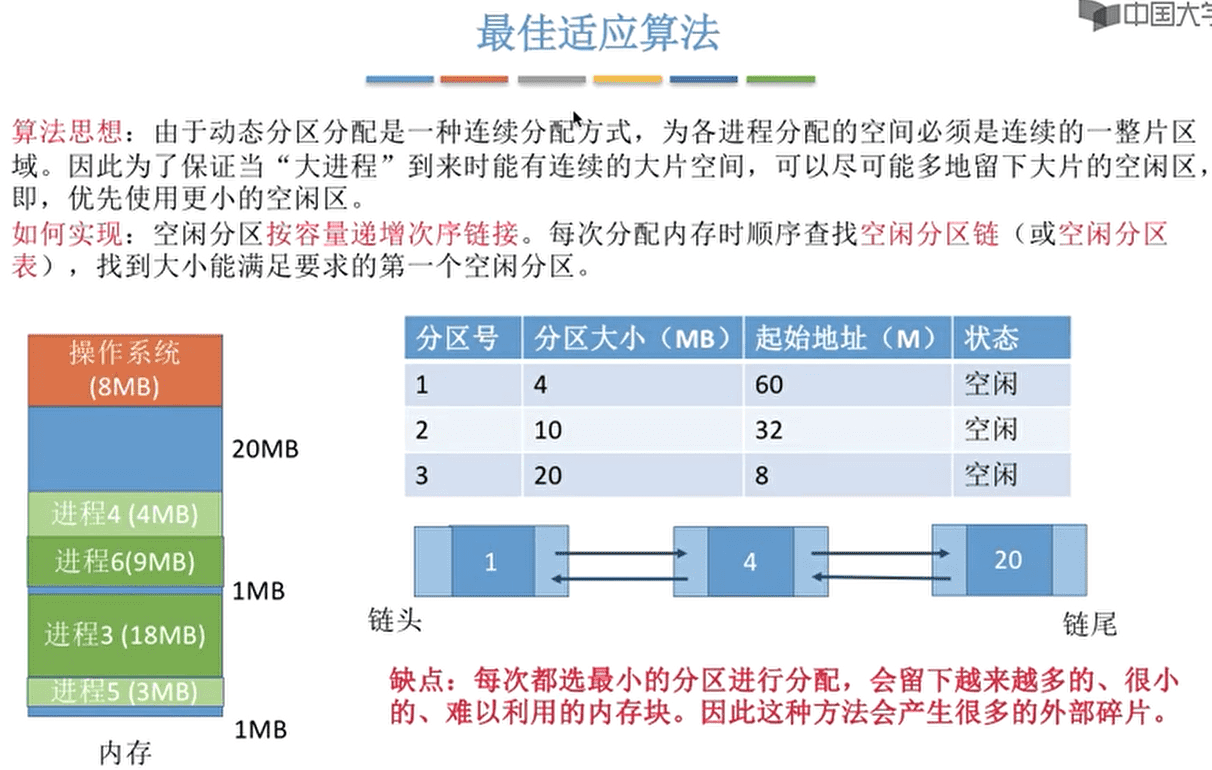 中国大学
最佳适应算法
算法思想：由于动态分区分配是一种连续分配方式，为各进程分配的空间必须是连续的一整片区
域。因此为了保证当“大进程”到来时能有连续的大片空间，可以尽可能多地留下大片的空闲区，
即，优先使用更小的空闲区。
如何实现：空闲分区按容量递增次序链接。每次分配内存时顺序查找空闲分区链（或空闲分区
表），找到大小能满足要求的第一个空闲分区。
操作系统
(8MB)
20MB
进程4 (4MB)
进程6(9MB)
1MB
进程3 (18MB)
进程5 (3MB)
1MB
内存
分区号 分区大小（MB） 起始地址（M） 状态
1 4 60 空闲
2 10 32 空闲
3 20 8 空闲
1 4 20
链头 链尾
缺点：每次都选最小的分区进行分配，会留下越来越多的、很小
的、难以利用的内存块。因此这种方法会产生很多的外部碎片。